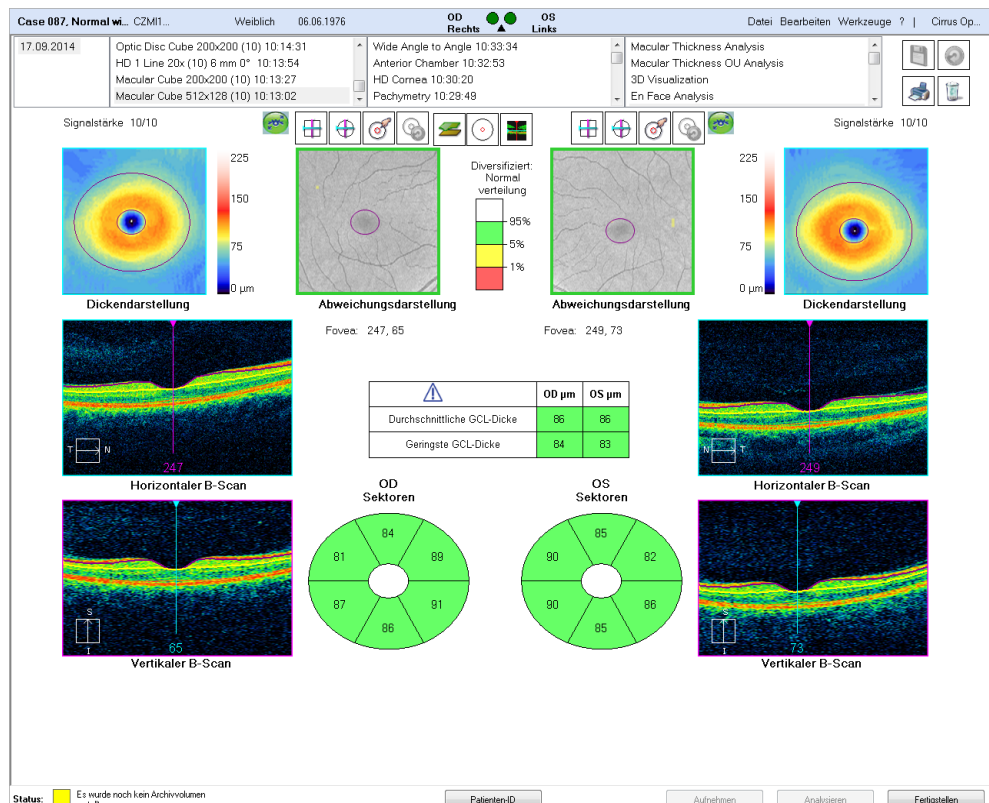 Case 087, Normal wi... CZMI1... Weiblich 06.06.1976 OD OS Datei Bearbeiten Werkzeuge ? | Cirrus Op...
Rechts Links
17.09.2014
Optic Disc Cube 200x200 (10) 10:14:31
HD 1 Line 20x (10) 6 mm 0° 10:13:54
Macular Cube 200x200 (10) 10:13:27
Macular Cube 512x128 (10) 10:13:02
Wide Angle to Angle 10:33:34
Anterior Chamber 10:32:53
HD Cornea 10:30:20
Pachymetry 10:29:49
Macular Thickness Analysis
Macular Thickness OU Analysis
3D Visualization
En Face Analysis
Signalstärke 10/10
Signalstärke 10/10
225
150
75
0 µm
Dickendarstellung
Abweichungsdarstellung
Diversifiziert:
Normal
verteilung
95%
5%
1%
Abweichungsdarstellung
225
150
75
0 µm
Dickendarstellung
Fovea: 247, 65
Fovea: 249, 73
OD µm OS µm
Durchschnittliche GCL-Dicke 86 86
Geringste GCL-Dicke 84 83
T N
247
Horizontaler B-Scan
N T
249
Horizontaler B-Scan
OD
Sektoren
84
81 89
87 91
86
OS
Sektoren
85
90 82
90 86
85
S
I
65
Vertikaler B-Scan
S
I
73
Vertikaler B-Scan
Status: Es wurde noch kein Archivvolumen
Patienten-ID Aufnehmen Analysieren Fertigstellen